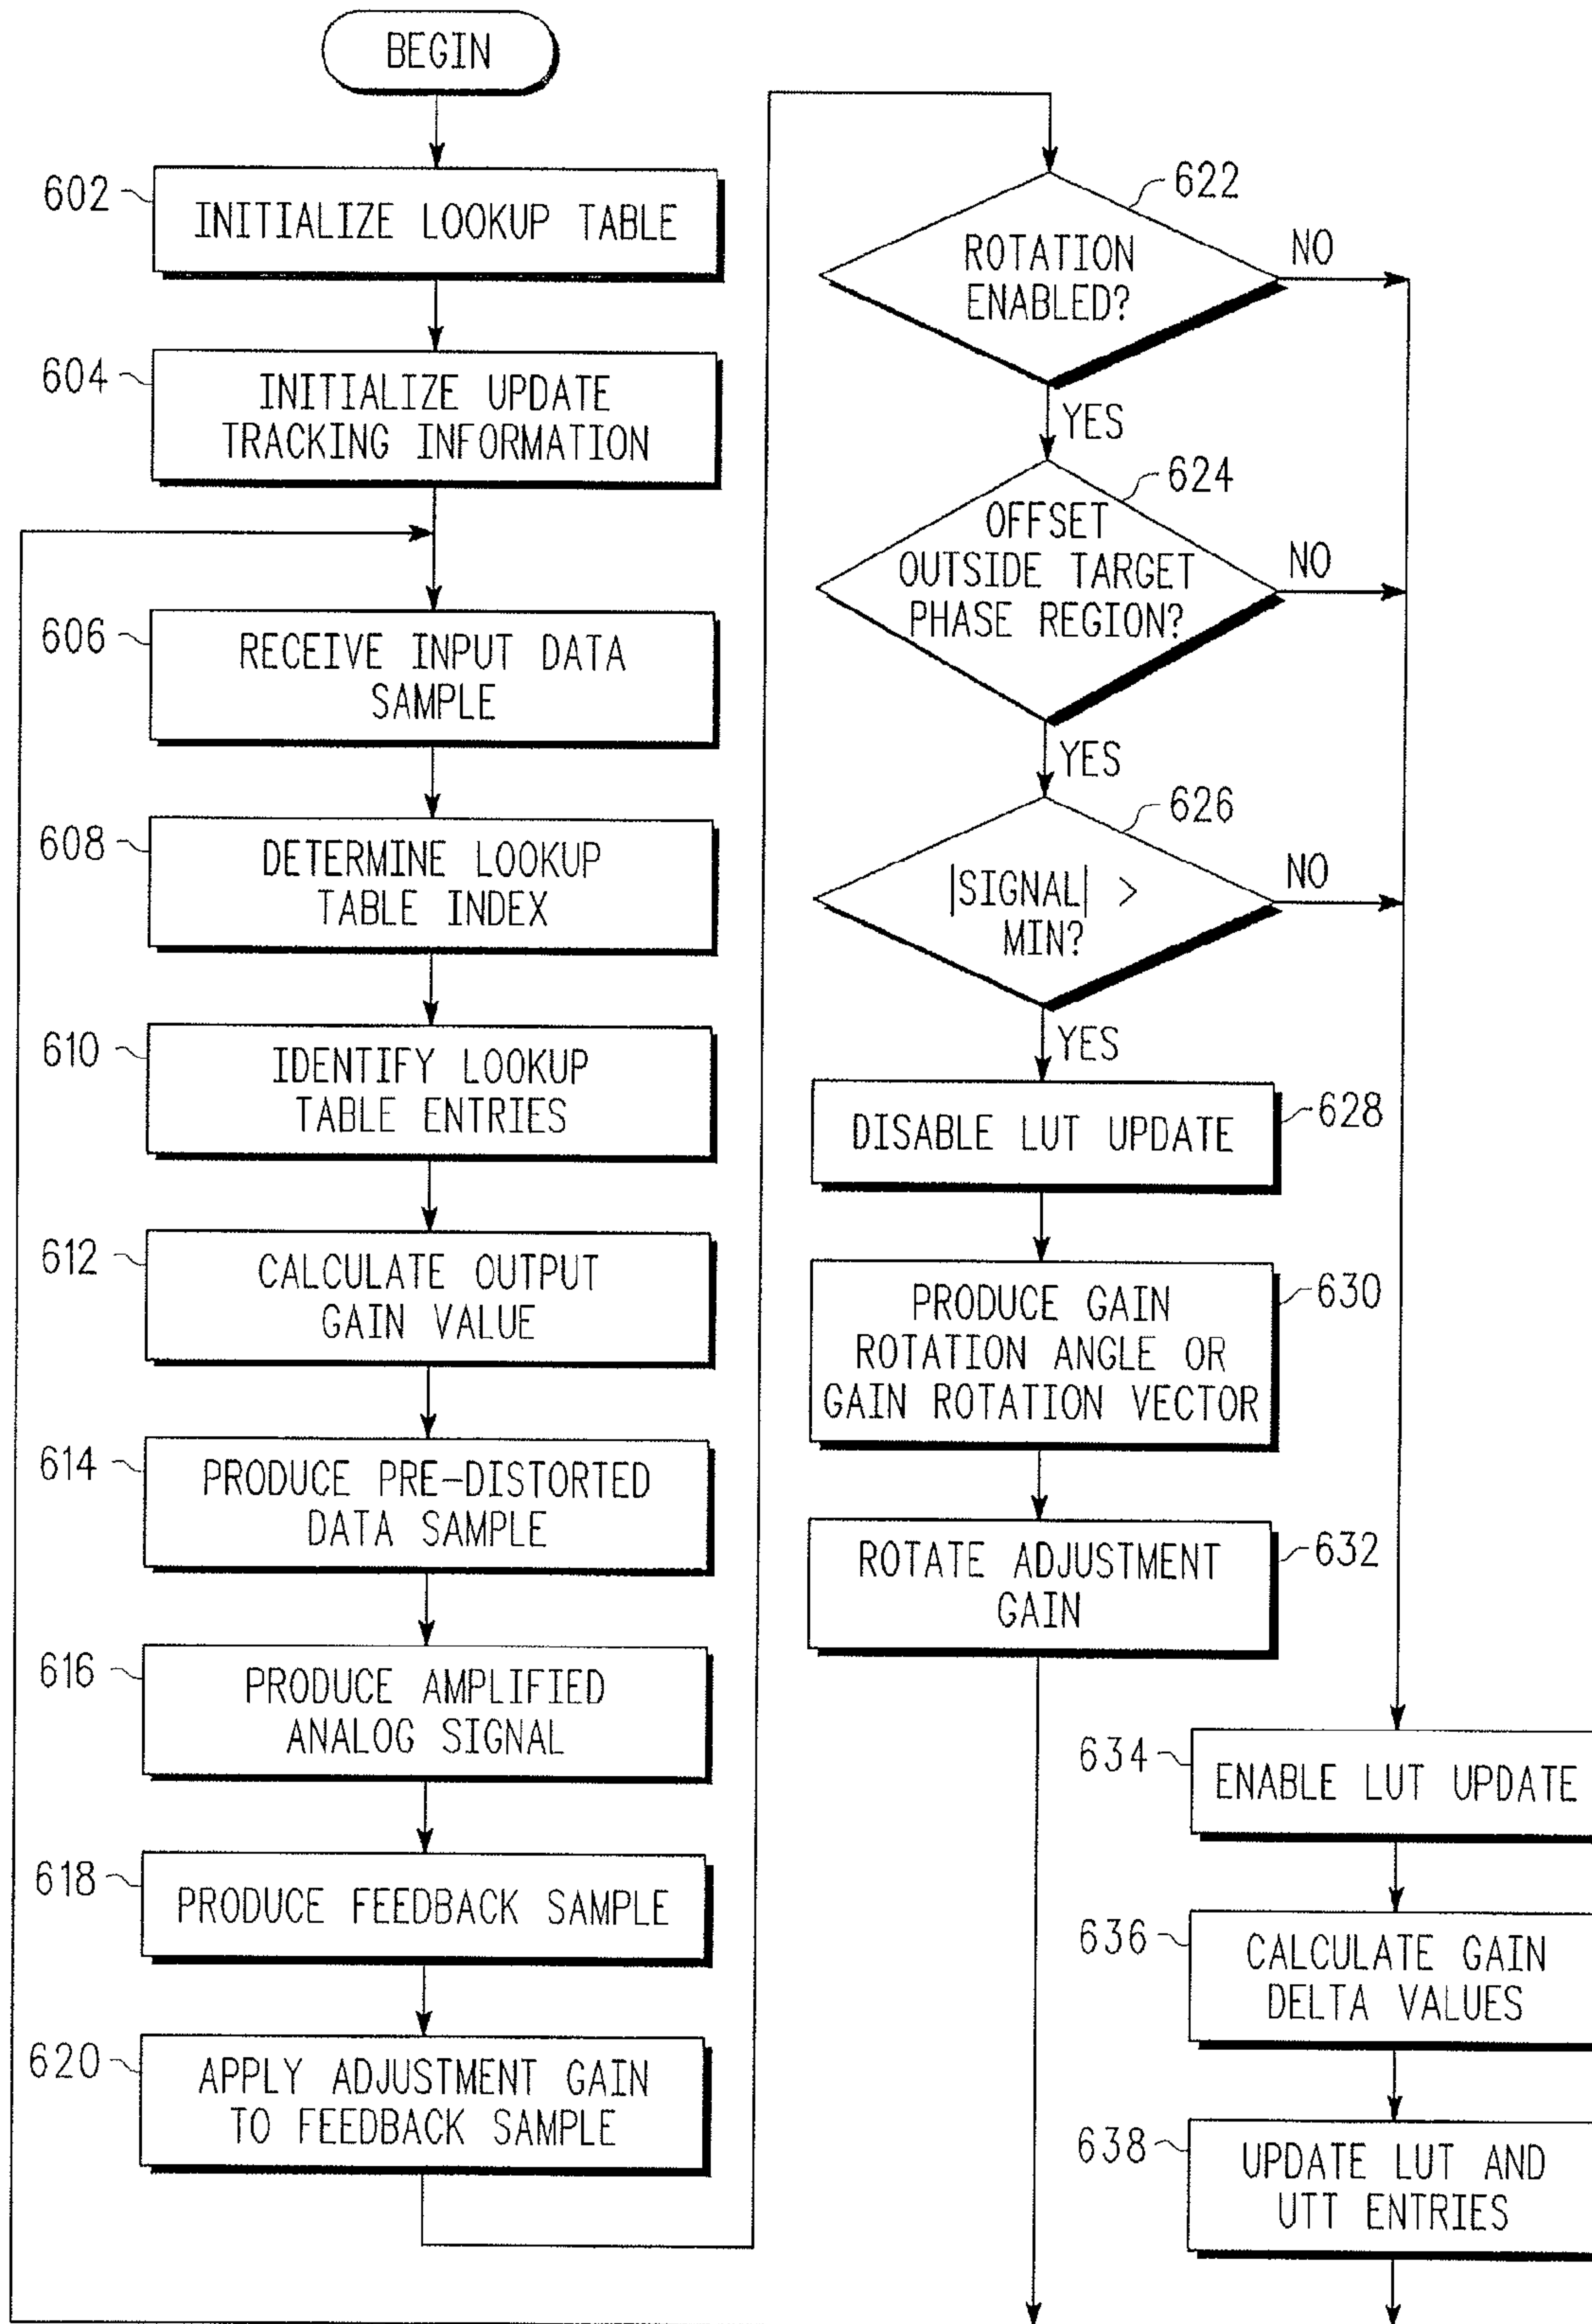 BEGIN
602
INITIALIZE LOOKUP TABLE
604
INITIALIZE UPDATE
TRACKING INFORMATION
606
RECEIVE INPUT DATA
SAMPLE
608
DETERMINE LOOKUP
TABLE INDEX
610
IDENTIFY LOOKUP
TABLE ENTRIES
612
CALCULATE OUTPUT
GAIN VALUE
614
PRODUCE PRE-DISTORTED
DATA SAMPLE
616
PRODUCE AMPLIFIED
ANALOG SIGNAL
618
PRODUCE FEEDBACK SAMPLE
620
APPLY ADJUSTMENT GAIN
TO FEEDBACK SAMPLE
622
ROTATION
ENABLED?
NO
YES
624
OFFSET
OUTSIDE TARGET
PHASE REGION?
NO
YES
626
|SIGNAL| >
MIN?
NO
YES
628
DISABLE LUT UPDATE
630
PRODUCE GAIN
ROTATION ANGLE OR
GAIN ROTATION VECTOR
632
ROTATE ADJUSTMENT
GAIN
634
ENABLE LUT UPDATE
636
CALCULATE GAIN
DELTA VALUES
638
UPDATE LUT AND
UTT ENTRIES